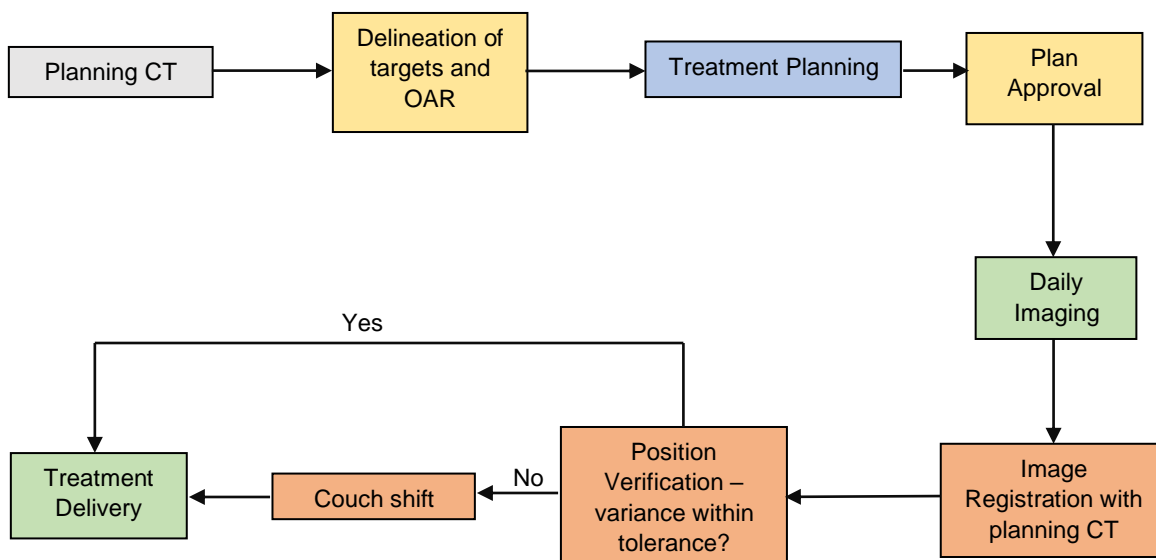 Planning CT
Delineation of
targets and
OAR
Treatment Planning
Plan
Approval
Daily
Imaging
Image
Registration with
planning CT
Position
Verification –
variance within
tolerance?
Yes
No
Couch shift
Treatment
Delivery